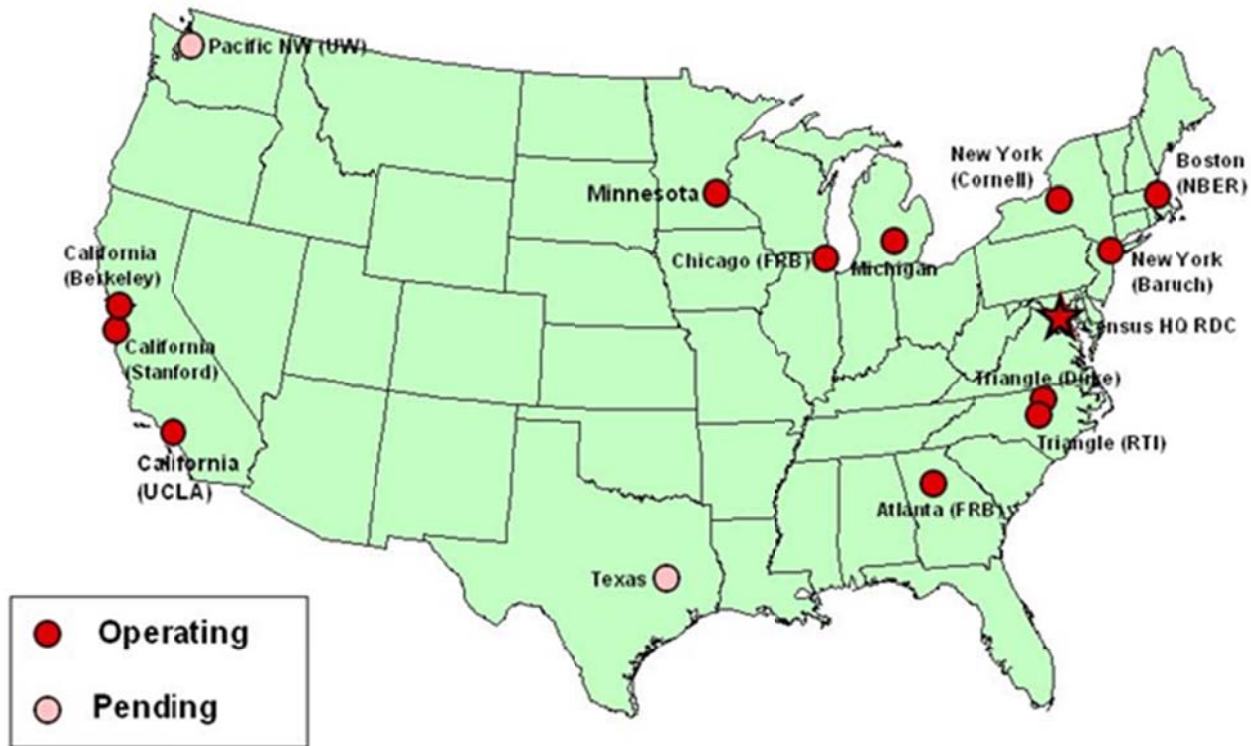 Pacific NW (UW)
New York
(Cornell)
Boston
(NBER)
Minnesota
California
(Berkeley)
Chicago (FRB)
Michigan
New York
(Baruch)
Census HQ RDC
California
(Stanford)
Triangle (Duke)
Triangle (RTI)
California
(UCLA)
Atlanta (FRB)
Texas
Operating
Pending